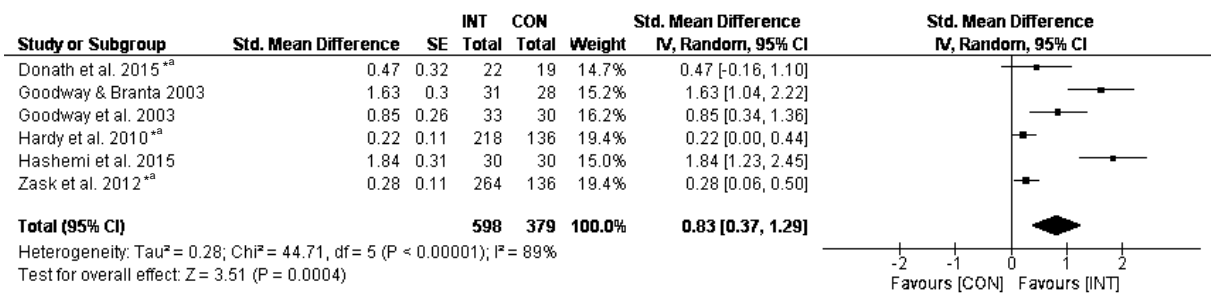 INT CON Std. Mean Difference Std. Mean Difference
Study or Subgroup Std. Mean Difference SE Total Total Weight IV, Random, 95% CI IV, Random, 95% CI
Donath et al. 2015*ª 0.47 0.32 22 19 14.7% 0.47 [-0.16, 1.10]
Goodway & Branta 2003 1.63 0.3 31 28 15.2% 1.63 [1.04, 2.22]
Goodway et al. 2003 0.85 0.26 33 30 16.2% 0.85 [0.34, 1.36]
Hardy et al. 2010*ª 0.22 0.11 218 136 19.4% 0.22 [0.00, 0.44]
Hashemi et al. 2015 1.84 0.31 30 30 15.0% 1.84 [1.23, 2.45]
Zask et al. 2012*ª 0.28 0.11 264 136 19.4% 0.28 [0.06, 0.50]
Total (95% CI) 598 379 100.0% 0.83 [0.37, 1.29]
Heterogeneity: Tau² = 0.28; Chi² = 44.71, df = 5 (P < 0.00001); I² = 89%
Test for overall effect: Z = 3.51 (P = 0.0004)
-2 -1 0 1 2
Favours [CON] Favours [INT]